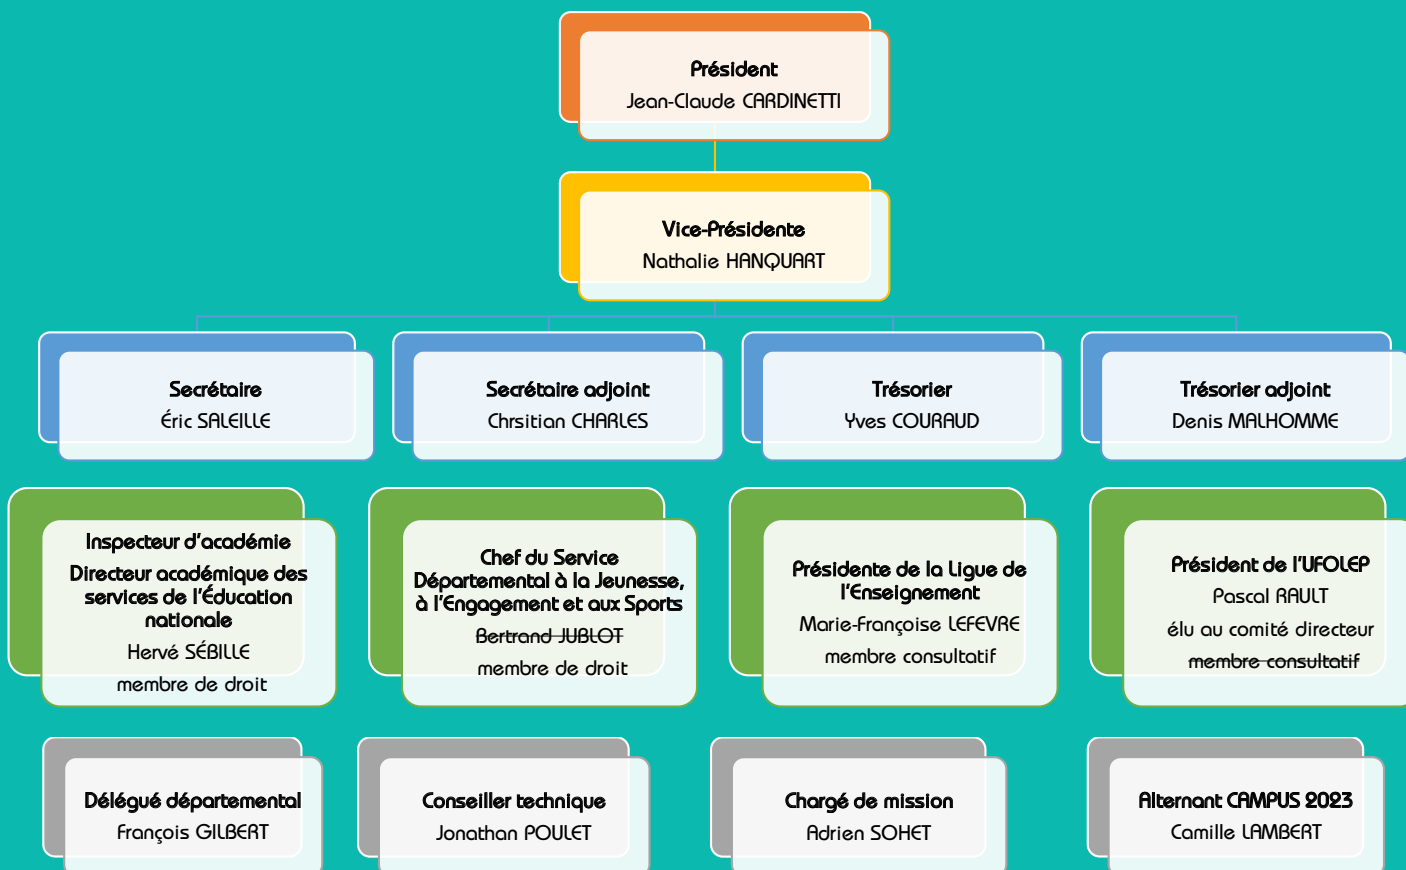 Président
Jean-Claude CARDINETTI
Vice-Présidente
Nathalie HANQUART
Secrétaire
Éric SALEILLE
Secrétaire adjoint
Chrsitian CHARLES
Trésorier
Yves COURAUD
Trésorier adjoint
Denis MALHOMME
Inspecteur d'académie
Directeur académique des
services de l'Éducation
nationale
Hervé SÉBILLE
membre de droit
Chef du Service
Départemental à la Jeunesse,
à l'Engagement et aux Sports
Bertrand JUBLOT
membre de droit
Présidente de la Ligue de
l'Enseignement
Marie-Françoise LEFEVRE
membre consultatif
Président de l'UFOLEP
Pascal RAULT
élu au comité directeur
membre consultatif
Délégué départemental
François GILBERT
Conseiller technique
Jonathan POULET
Chargé de mission
Adrien SOHET
Alternant CAMPUS 2023
Camille LAMBERT